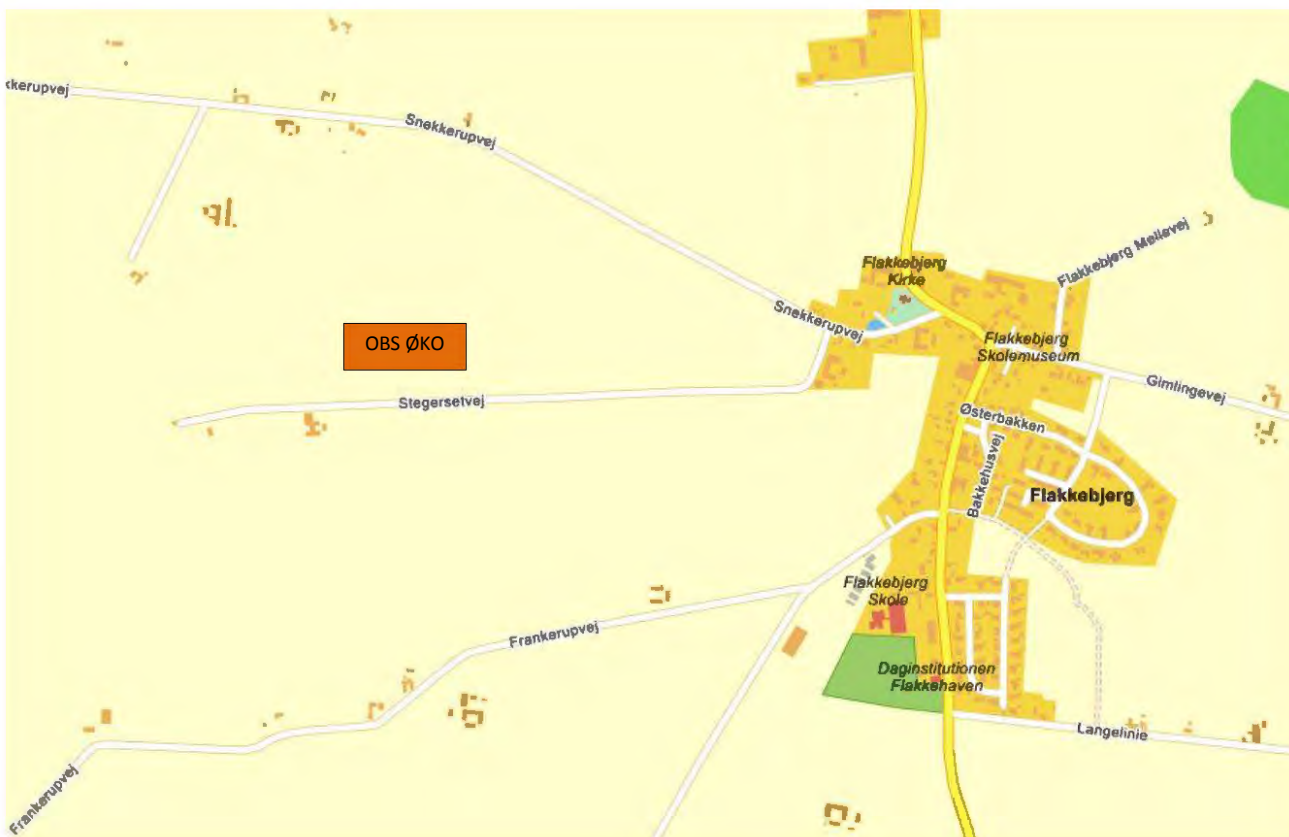 kkerupvej
Snekkerupvej
Flakkebjerg Møllevej
Flakkebjerg
Kirke
Snekkerupvej
OBS ØKO
Flakkebjerg
Skolemuseum
Gimlingevej
Stegersetvej
Østerbakken
Bakkehusvej
Flakkebjerg
Flakkebjerg
Skole
Frankerupvej
Daginstitutionen
Flakkehaven
Langelinie
Frankerupvej